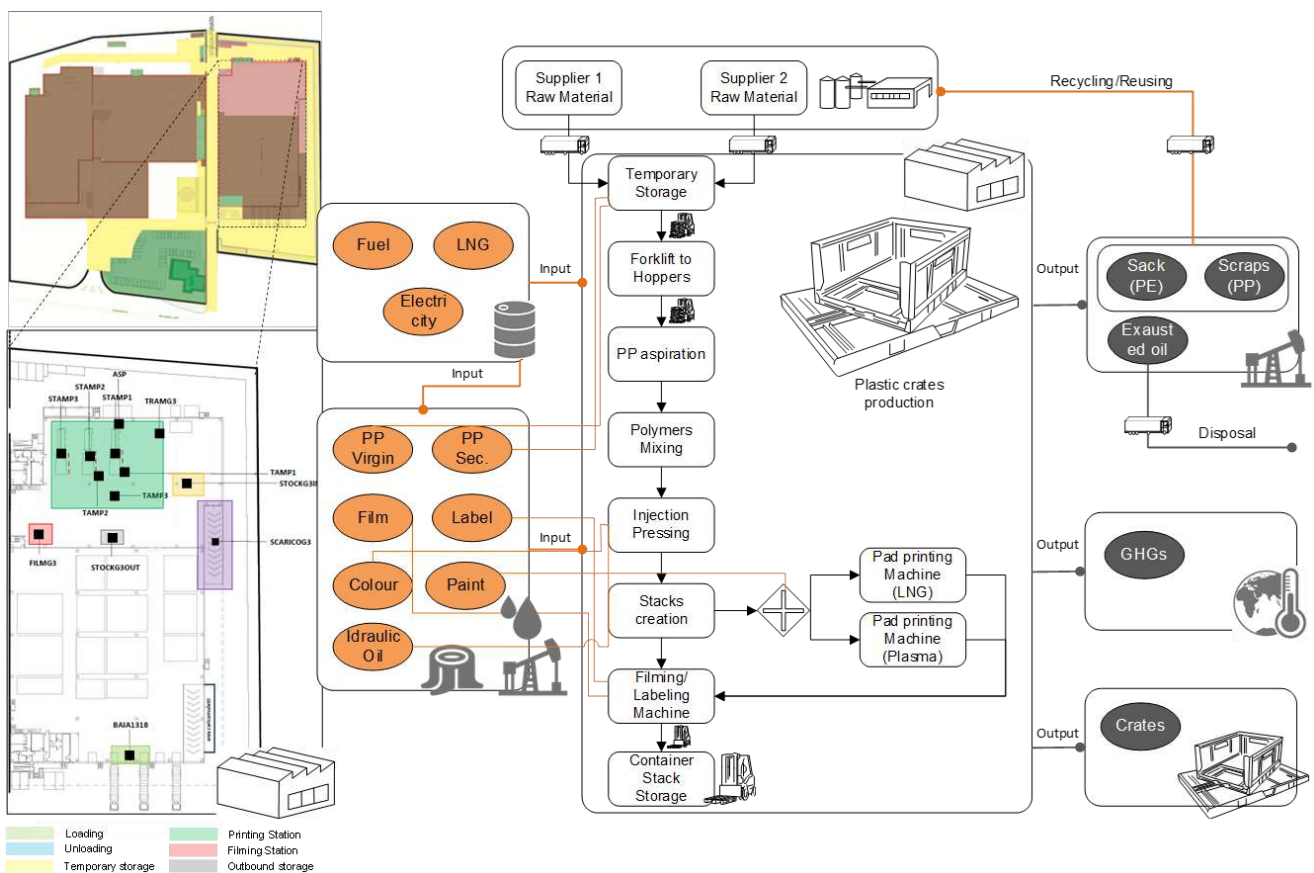 Supplier 1
Raw Material
Supplier 2
Raw Material
Recycling/Reusing
Temporary
Storage
Fuel
LNG
Electri
city
Input
Forklift to
Hoppers
Output
Sack
(PE)
Scraps
(PP)
Exaust
ed oil
PP aspiration
Plastic crates
production
Input
Disposal
ASP
STAMP2
STAMP3
STAMP1
TRAMG3
TAMP1
STOCKG3IN
TAMP3
TAMP2
SCARICOG3
FILMG3
STOCKG3OUT
BAIA1318
PP
Virgin
PP
Sec.
Polymers
Mixing
Film
Label
Injection
Pressing
Input
Colour
Paint
Idraulic
Oil
Stacks
creation
Pad printing
Machine
(LNG)
Pad printing
Machine
(Plasma)
Output
GHGs
Filming/
Labeling
Machine
Container
Stack
Storage
Output
Crates
Loading
Unloading
Temporary storage
Printing Station
Filming Station
Outbound storage